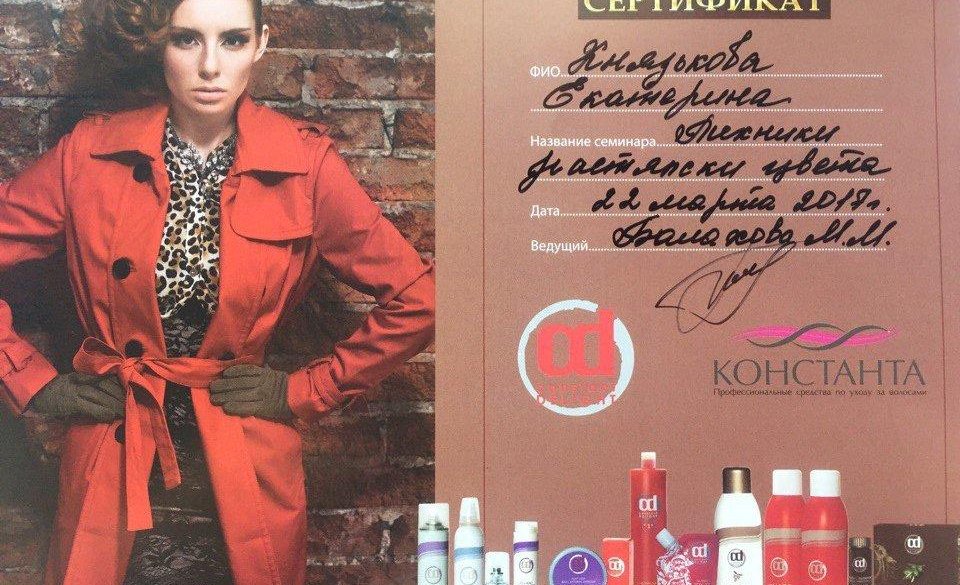 СЕРТИФИКАТ
ФИО Князькова
Екатерина
Название семинара Техники
растяжки цвета
Дата 22 марта 2017г.
Ведущий Балахова М.М.
КОНСТАНТА
Профессиональные средства по уходу за волосами